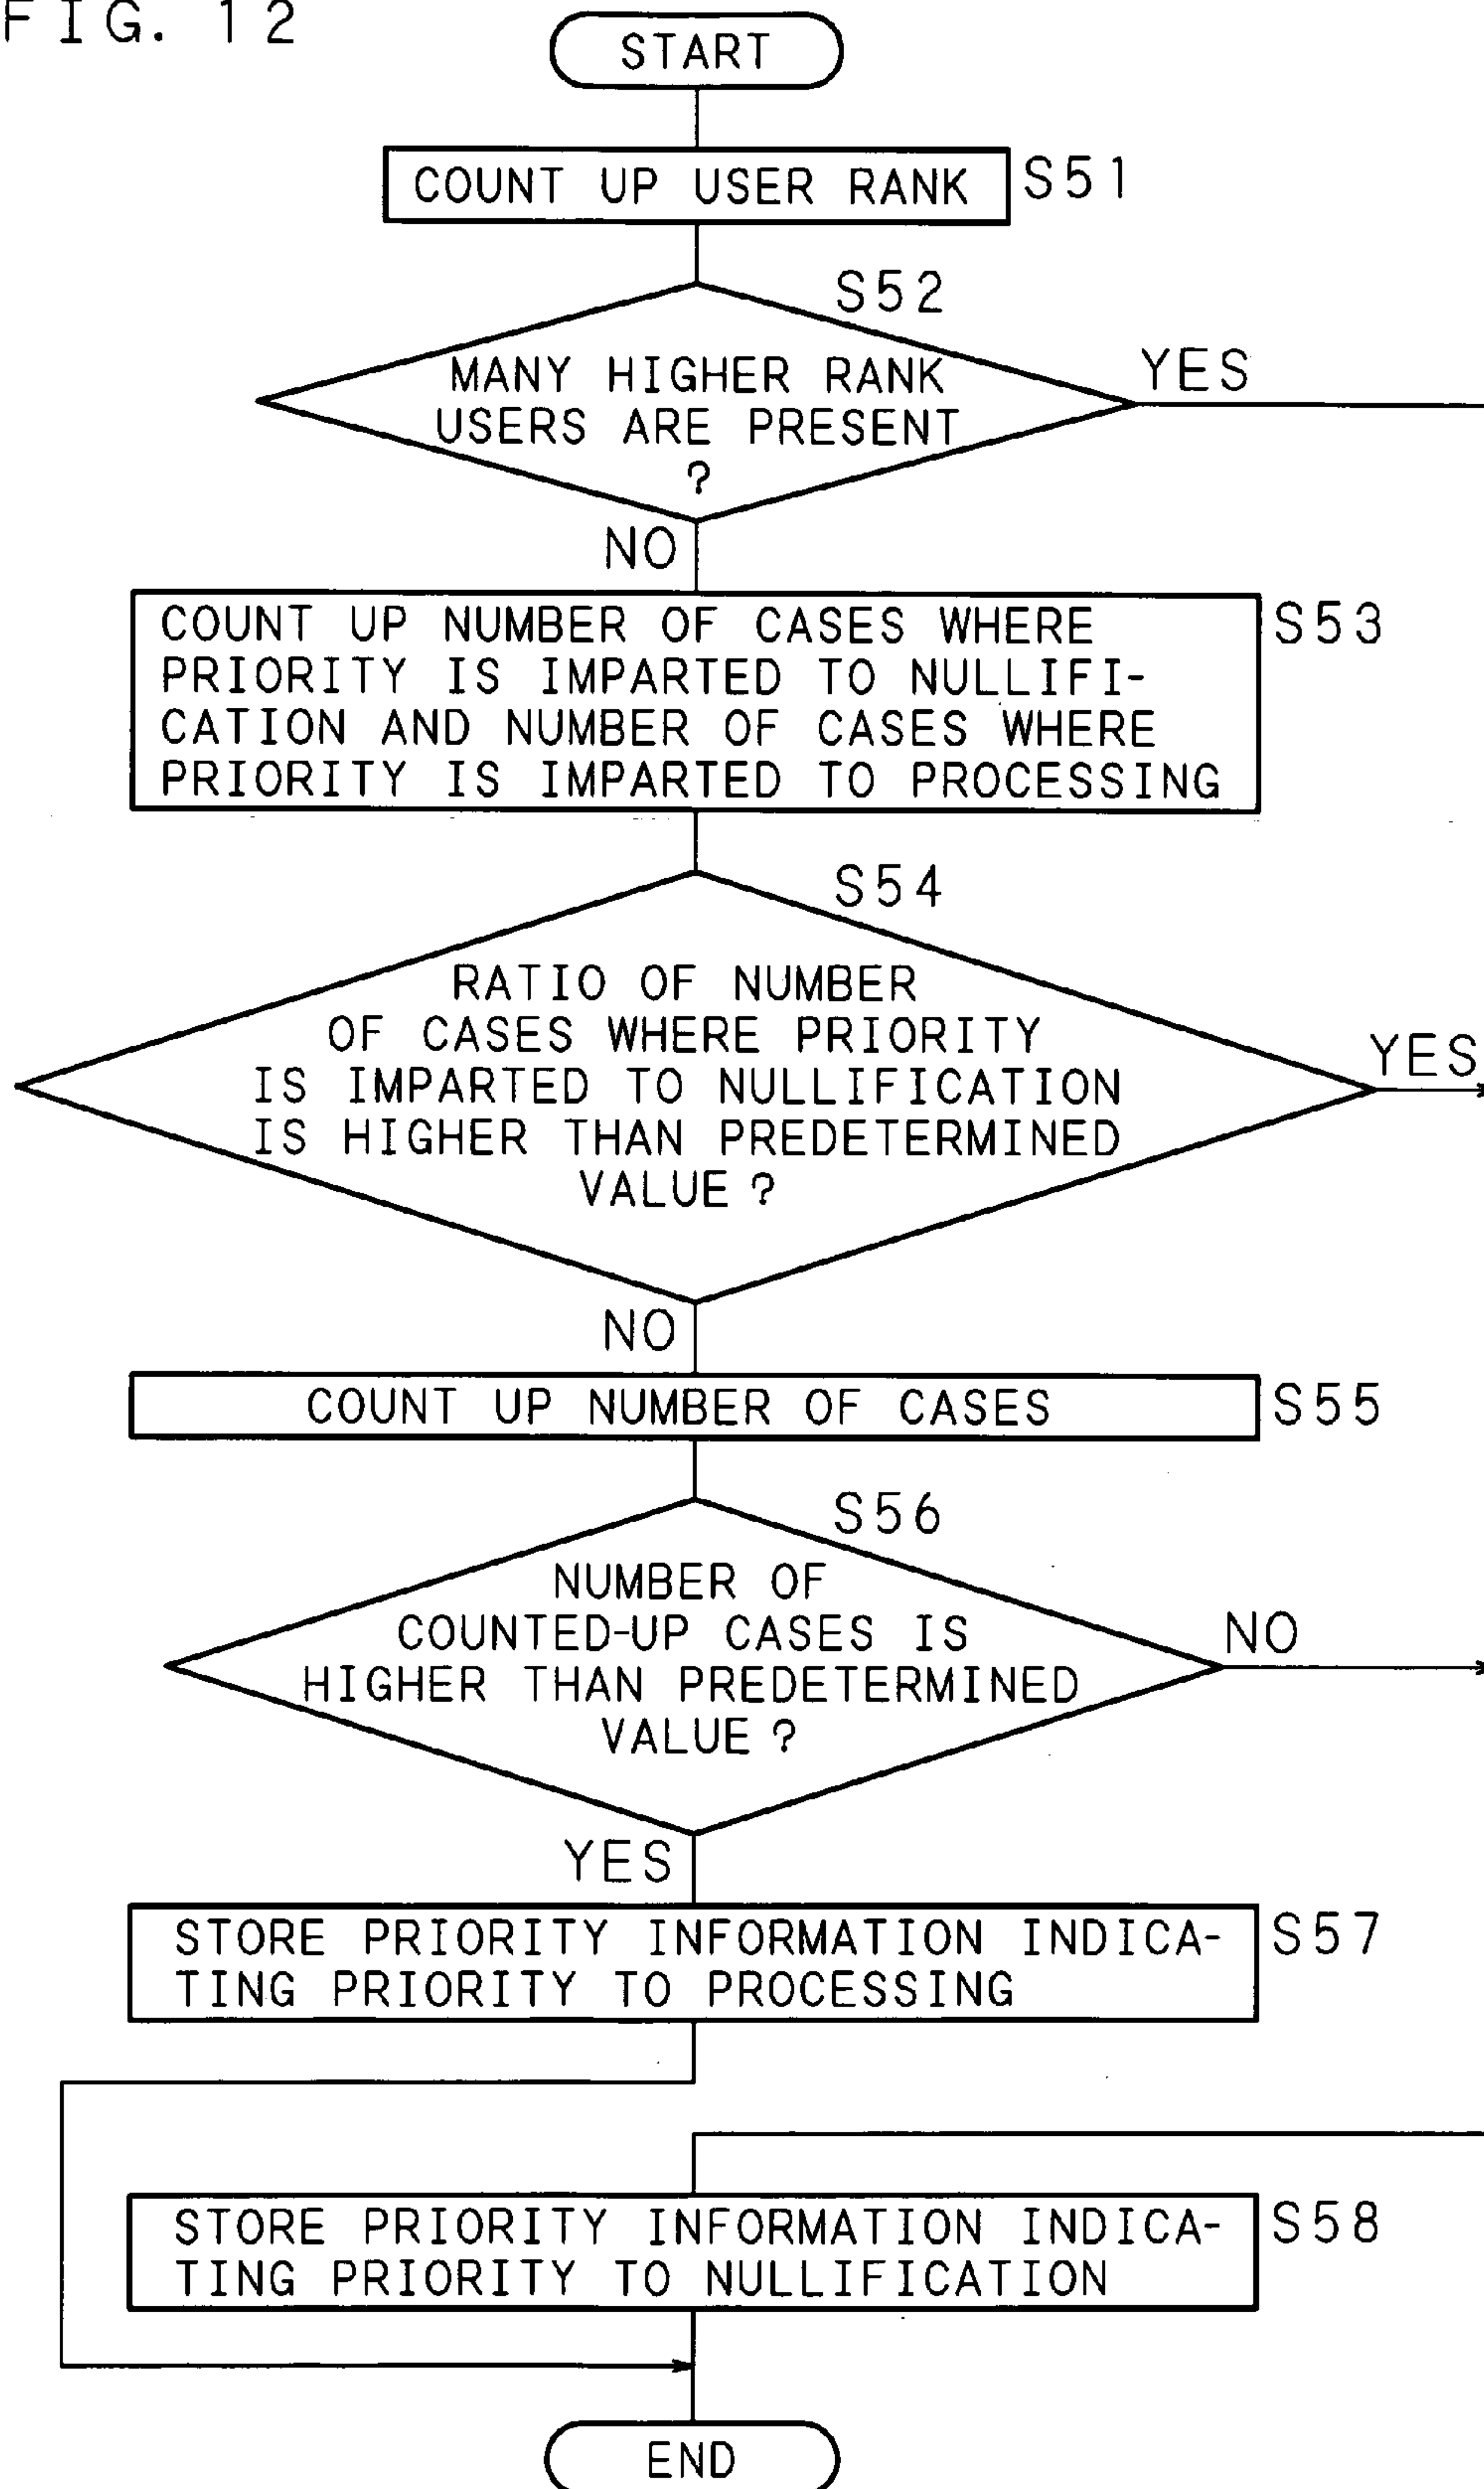 FIG. 12
START
COUNT UP USER RANK
S51
S52
MANY HIGHER RANK
USERS ARE PRESENT
?
YES
NO
COUNT UP NUMBER OF CASES WHERE
PRIORITY IS IMPARTED TO NULLIFI-
CATION AND NUMBER OF CASES WHERE
PRIORITY IS IMPARTED TO PROCESSING
S53
S54
RATIO OF NUMBER
OF CASES WHERE PRIORITY
IS IMPARTED TO NULLIFICATION
IS HIGHER THAN PREDETERMINED
VALUE?
YES
NO
COUNT UP NUMBER OF CASES
S55
S56
NUMBER OF
COUNTED-UP CASES IS
HIGHER THAN PREDETERMINED
VALUE?
NO
YES
STORE PRIORITY INFORMATION INDICA-
TING PRIORITY TO PROCESSING
S57
STORE PRIORITY INFORMATION INDICA-
TING PRIORITY TO NULLIFICATION
S58
END